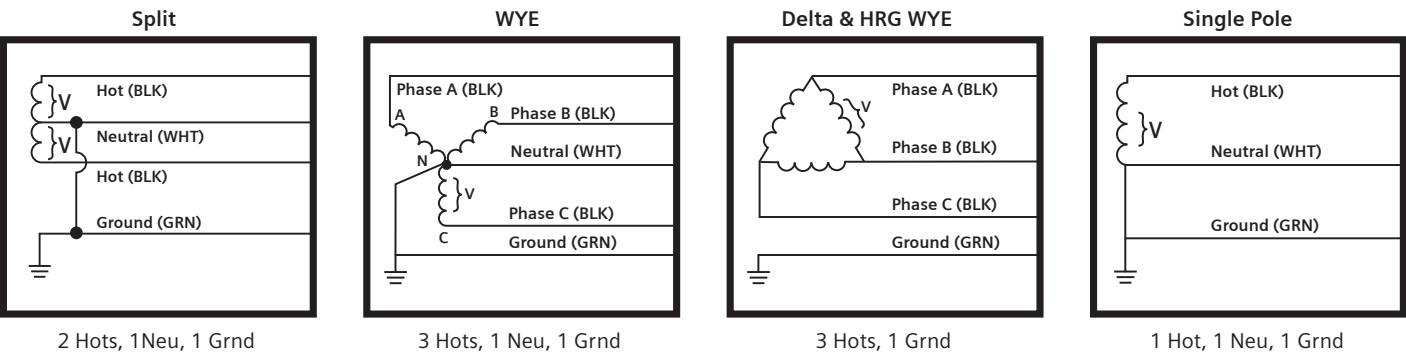 Split
V
Hot (BLK)
V
Neutral (WHT)
Hot (BLK)
Ground (GRN)
2 Hots, 1Neu, 1 Grnd
WYE
Phase A (BLK)
A
B
Phase B (BLK)
N
Neutral (WHT)
V
Phase C (BLK)
C
Ground (GRN)
3 Hots, 1 Neu, 1 Grnd
Delta & HRG WYE
Phase A (BLK)
V
Phase B (BLK)
Phase C (BLK)
Ground (GRN)
3 Hots, 1 Grnd
Single Pole
Hot (BLK)
V
Neutral (WHT)
Ground (GRN)
1 Hot, 1 Neu, 1 Grnd